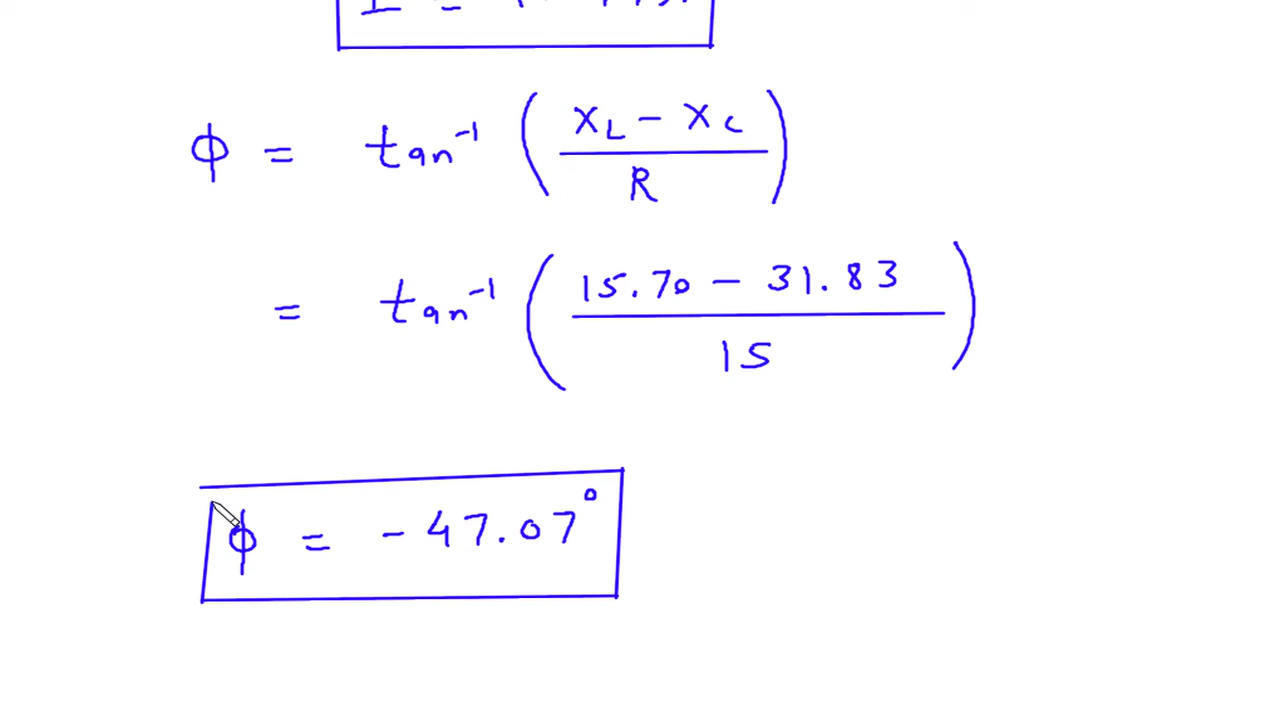 ϕ = tan⁻¹ ( X_L - X_C / R )
= tan⁻¹ ( 15.70 - 31.83 / 15 )
ϕ = - 47.07°